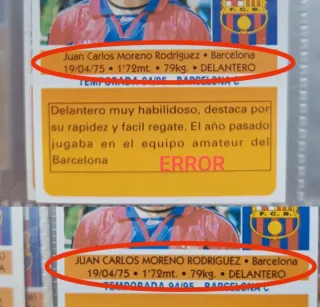 F. C. B.
Juan Carlos Moreno Rodríguez • Barcelona
19/04/75 • 1'72mt. • 79kg. • DELANTERO
TEMPORADA 94/95 - BARCELONA C
Delantero muy habilidoso, destaca por
su rapidez y facil regate. El año pasado
jugaba en el equipo amateur del
Barcelona
ERROR
JUAN CARLOS MORENO RODRIGUEZ • Barcelona
19/04/75 • 1'72mt. • 79kg. • DELANTERO
TEMPORADA 94/95 BARCELONA C